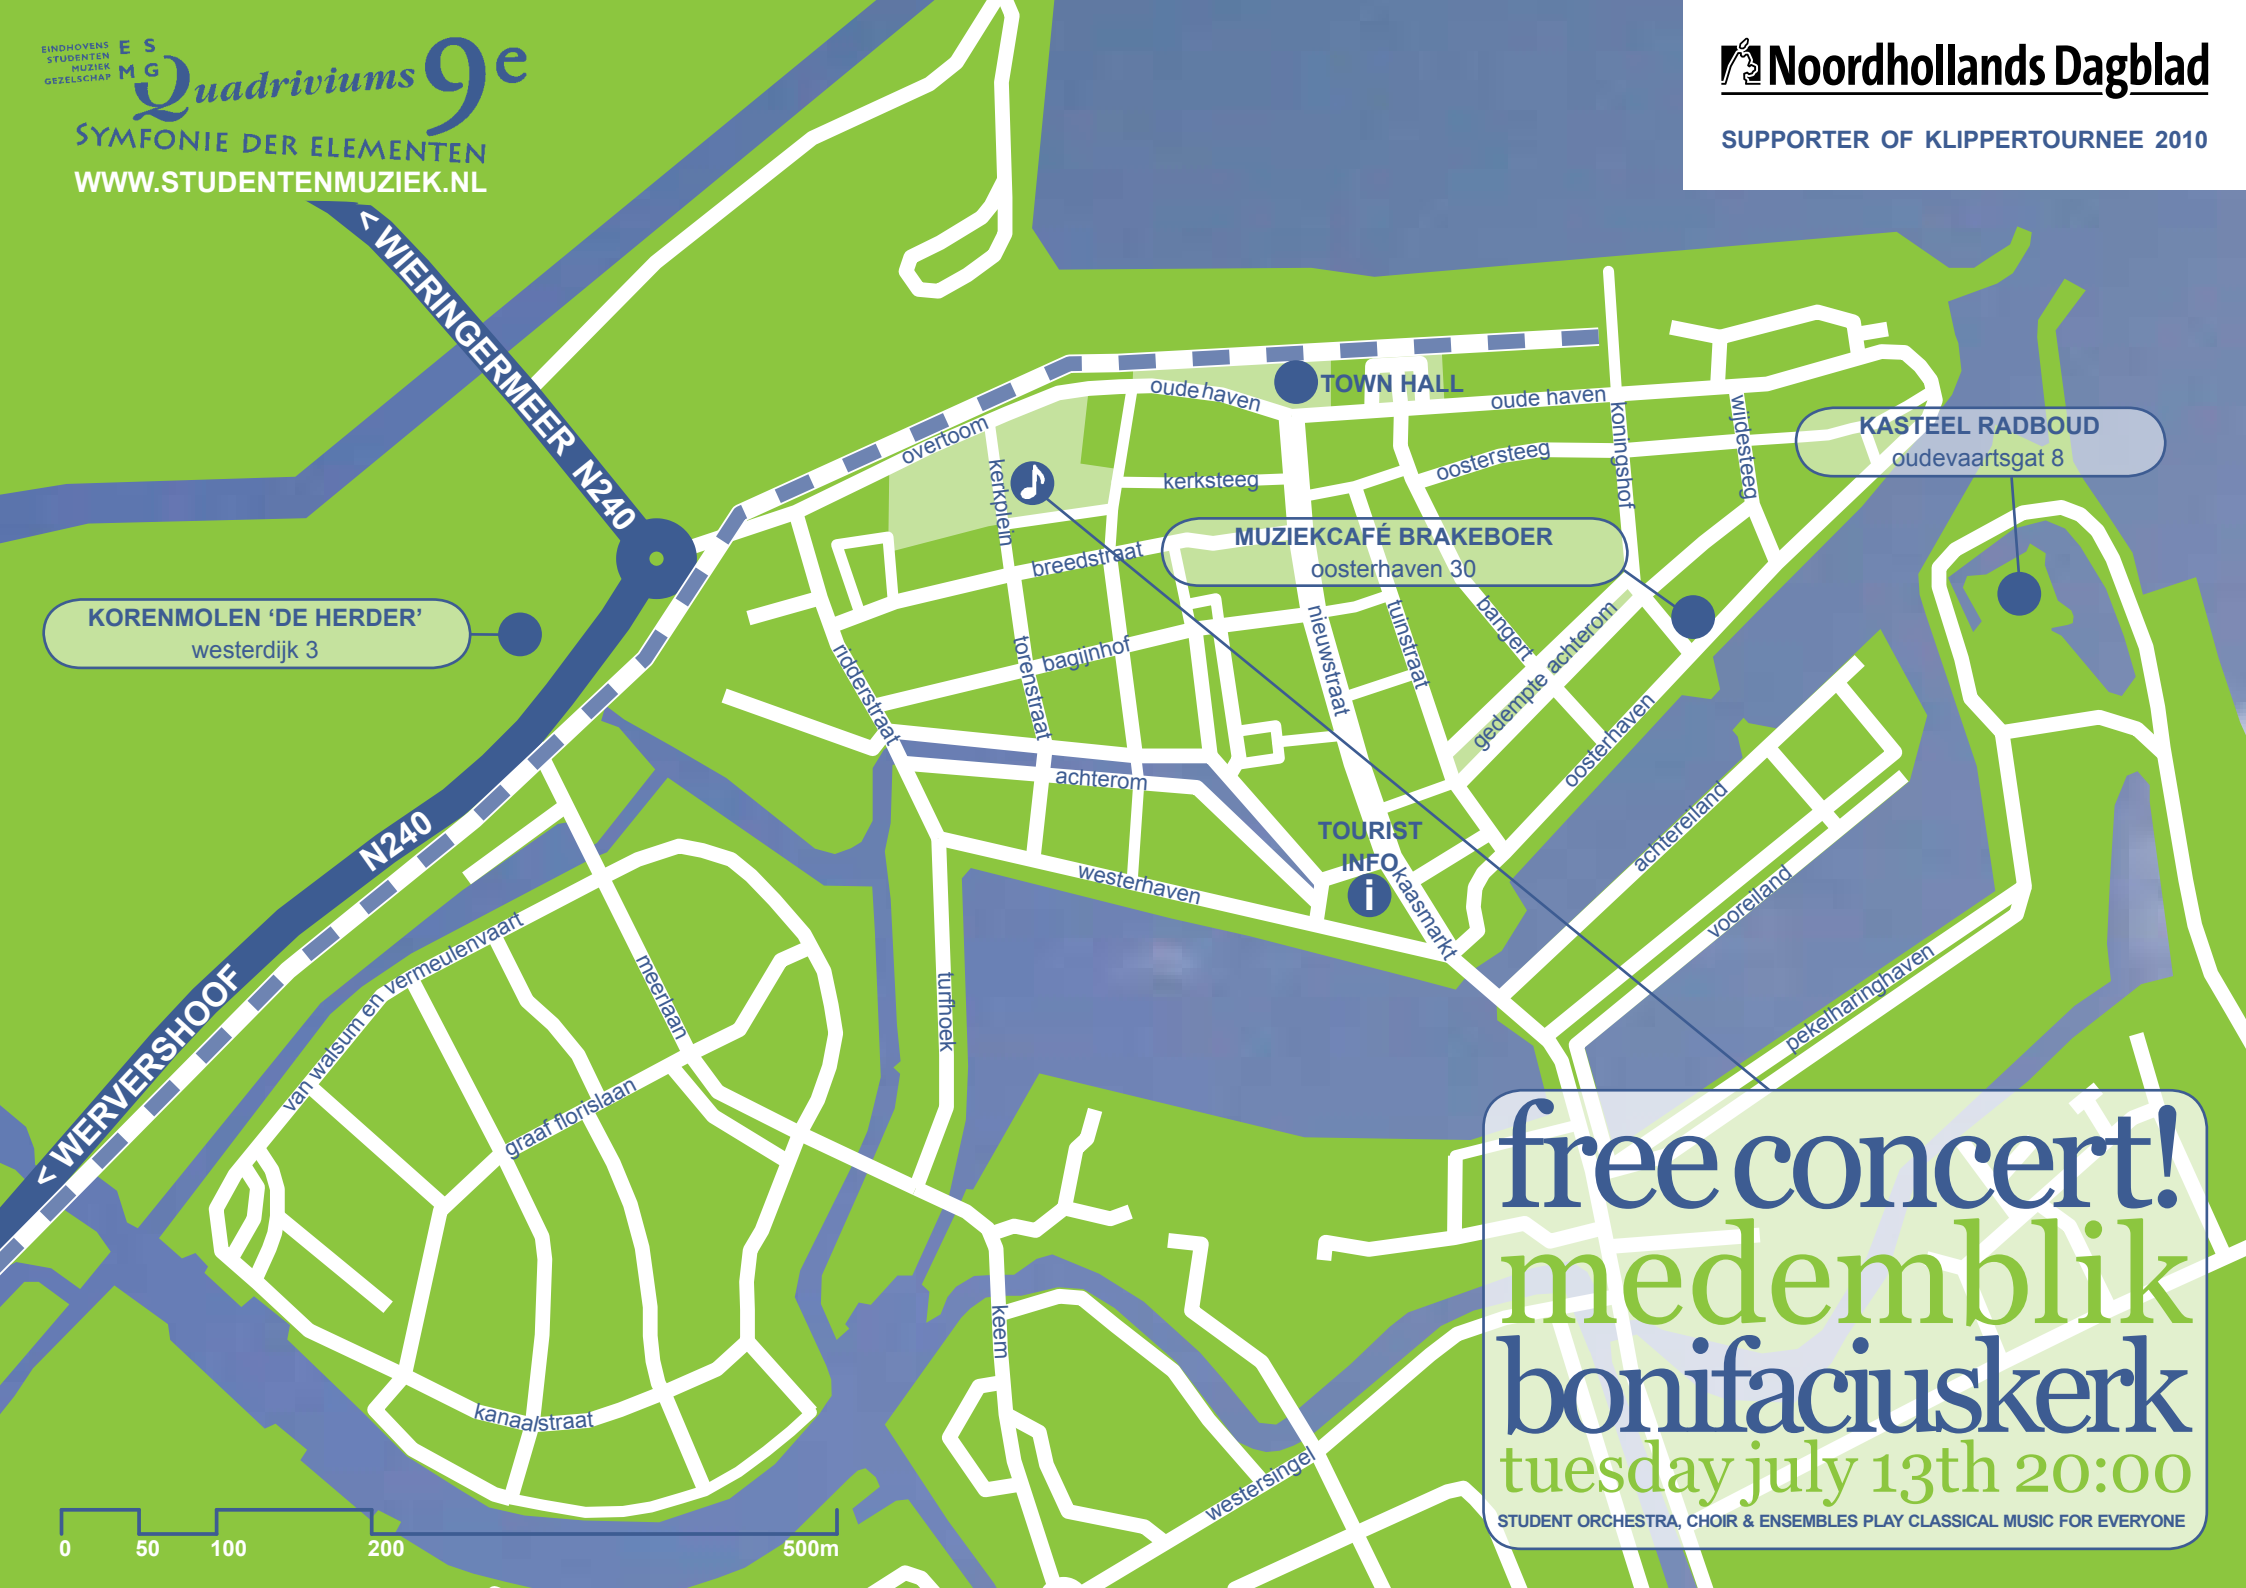 EINDHOVENS
STUDENTEN
MUZIEK
GEZELSCHAP
E S
M G
Quadriviums 9e
SYMFONIE DER ELEMENTEN
WWW.STUDENTENMUZIEK.NL
Noordhollands Dagblad
SUPPORTER OF KLIPPERTOURNEE 2010
< WIERINGERMEER N240
TOWN HALL
oude haven
oude haven
koningshof
wijdesteeg
KASTEEL RADBOUD
oudevaartsgat 8
overtoom
kerkplein
kerksteeg
oostersteeg
MUZIEKCAFÉ BRAKEBOER
oosterhaven 30
breedstraat
KORENMOLEN ‘DE HERDER’
westerdijk 3
ridderstraat
torenstraat
bagijnhof
nieuwstraat
tuinstraat
bangert
gedempte achterom
oosterhaven
achterom
N240
TOURIST
INFO
i
kaasmarkt
westerhaven
achtereiland
vooreiland
pekelharinghaven
< WERVERSHOOF
van walsum en vermeulenvaart
meerlaan
turfhoek
graaf florislaan
keem
kanaalstraat
westersingel
free concert!
medemblik
bonifaciuskerk
tuesday july 13th 20:00
STUDENT ORCHESTRA, CHOIR & ENSEMBLES PLAY CLASSICAL MUSIC FOR EVERYONE
0 50 100 200 500m